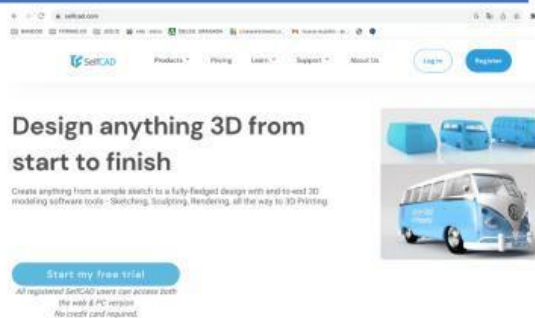 selfcad.com
SelfCAD
Products
Pricing
Learn
Support
About Us
Log in
Register
Design anything 3D from
start to finish
Create anything from a simple sketch to a fully-fledged design with end-to-end 3D
modeling software tools - Sketching, Sculpting, Rendering, all the way to 3D Printing.
Start my free trial
All registered SelfCAD users can access both
the web & PC version
No credit card required.